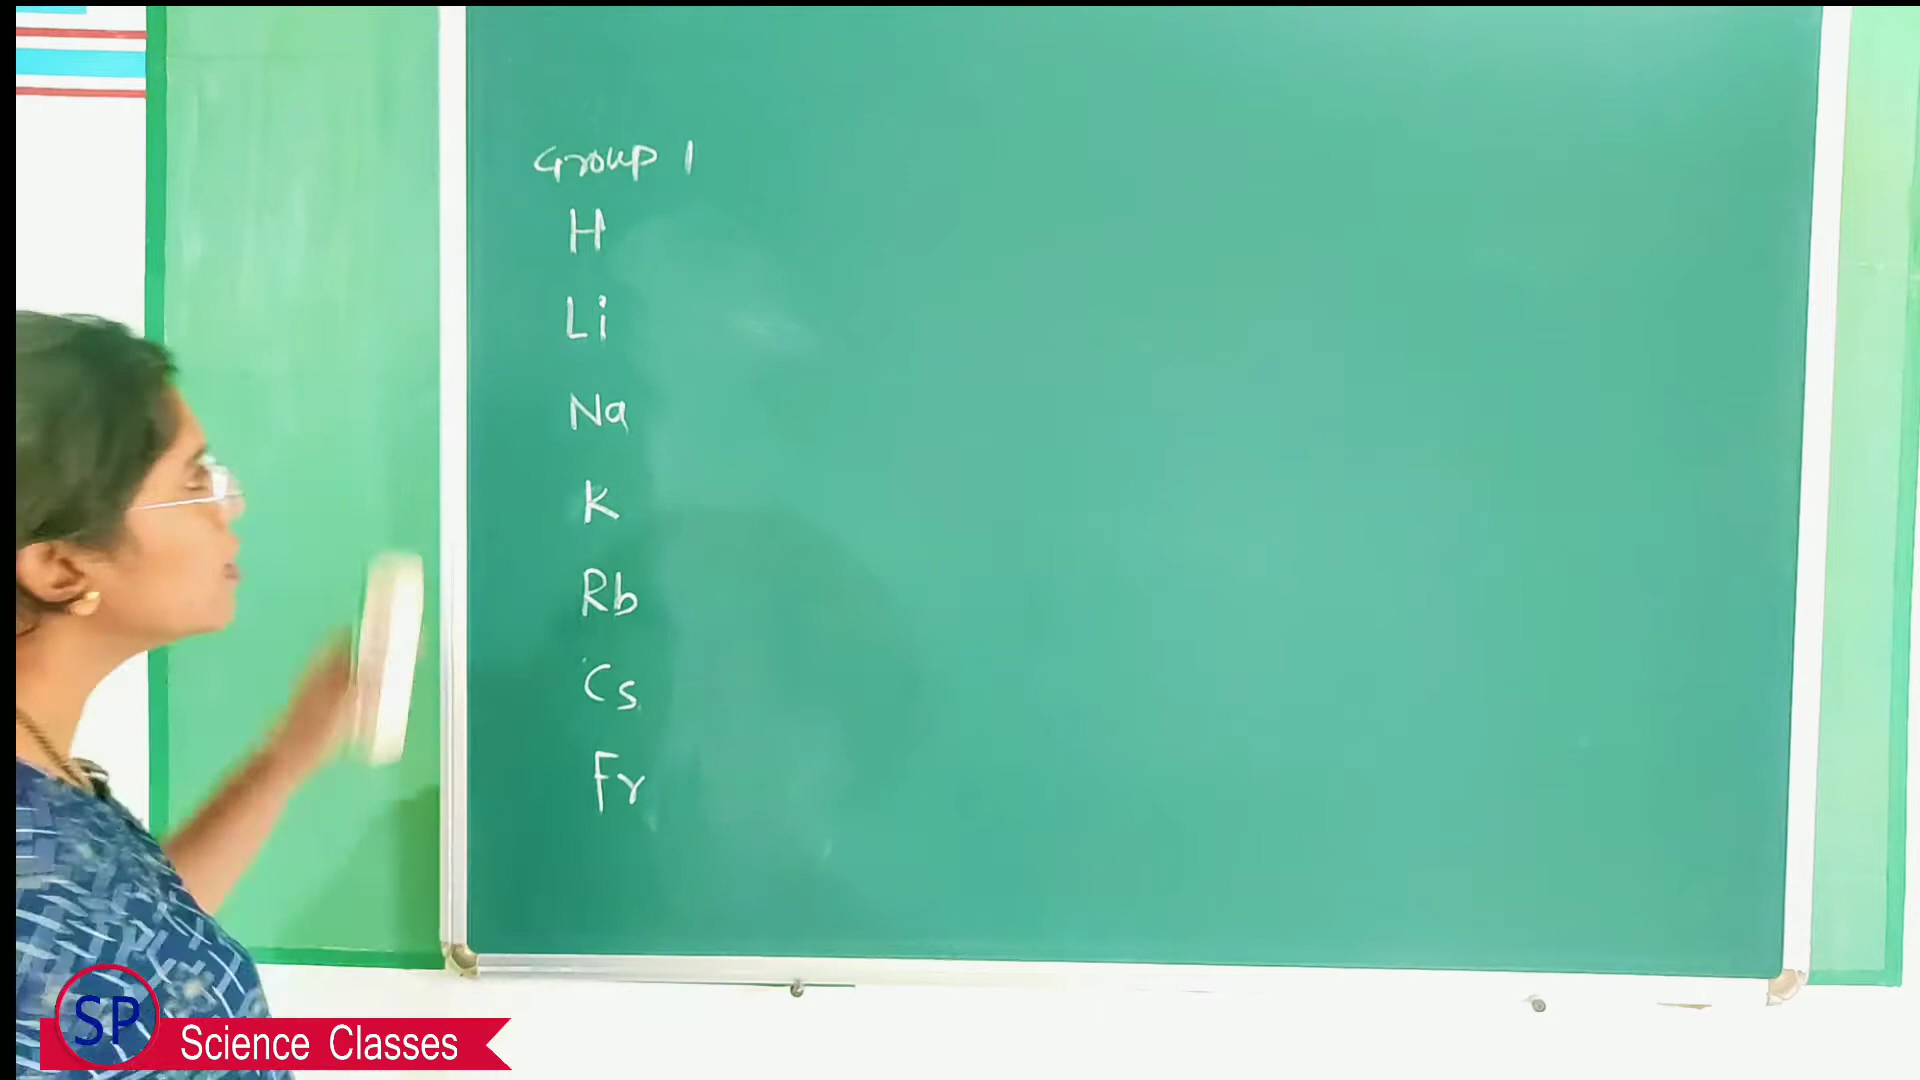 Group 1
H
Li
Na
K
Rb
Cs
Fr
SP
Science Classes